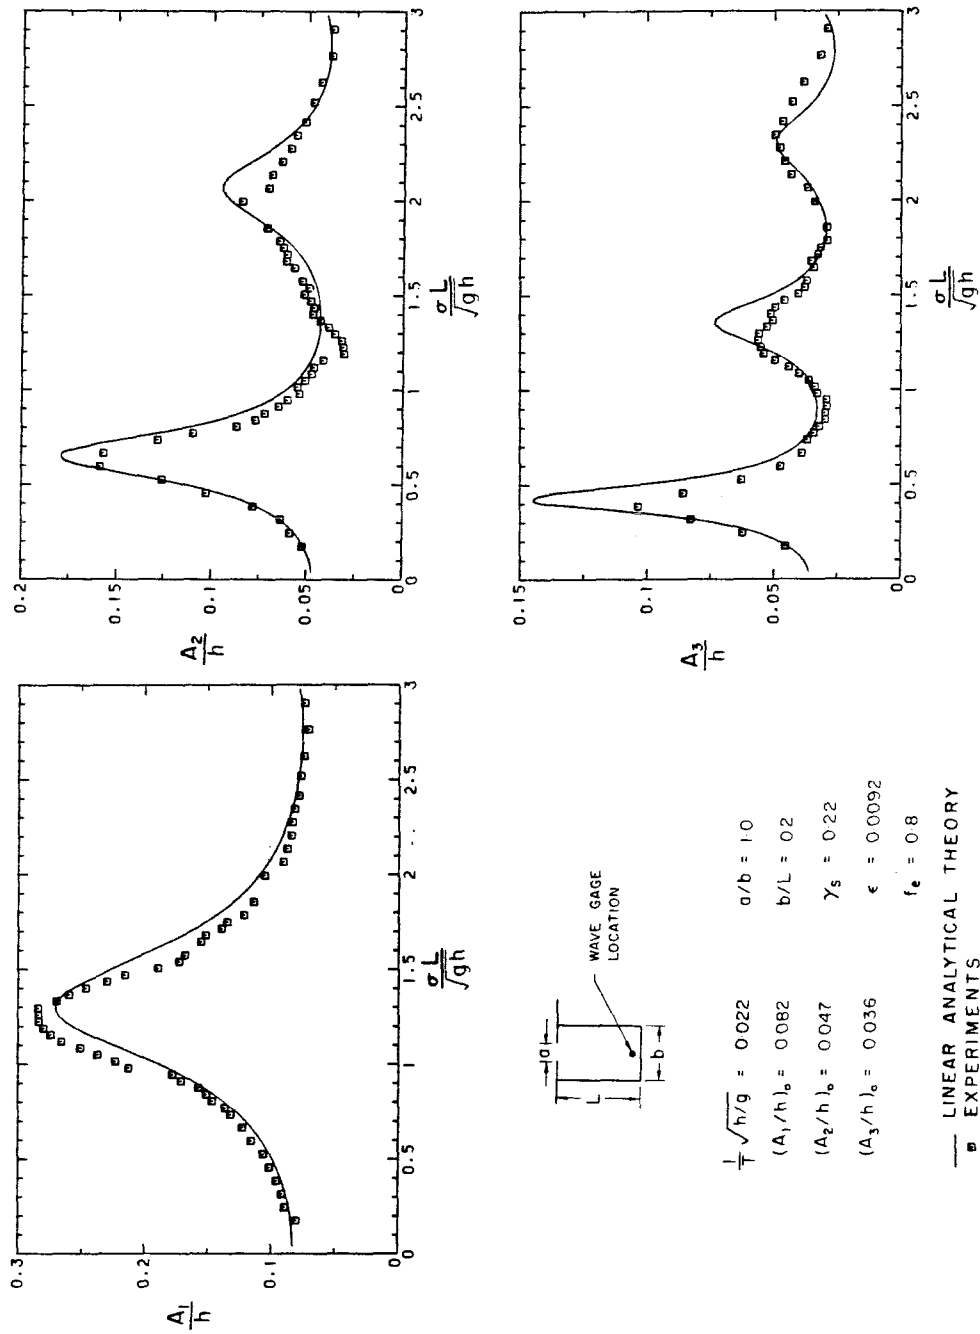 A₁/h
0.3
0.2
0.1
0
0
0.5
1
1.5
2
2.5
3
σL/√gh
A₂/h
0.2
0.15
0.1
0.05
0
0
0.5
1
1.5
2
2.5
3
σL/√gh
A₃/h
0.15
0.1
0.05
0
0
0.5
1
1.5
2
2.5
3
σL/√gh
a
L
b
WAVE GAGE
LOCATION
1/T √h/g = 0.022
a/b = 1.0
(A₁/h)ₒ = 0.082
b/L = 0.2
(A₂/h)ₒ = 0.047
γₛ = 0.22
(A₃/h)ₒ = 0.036
ϵ = 0.0092
fₑ = 0.8
LINEAR ANALYTICAL THEORY
EXPERIMENTS